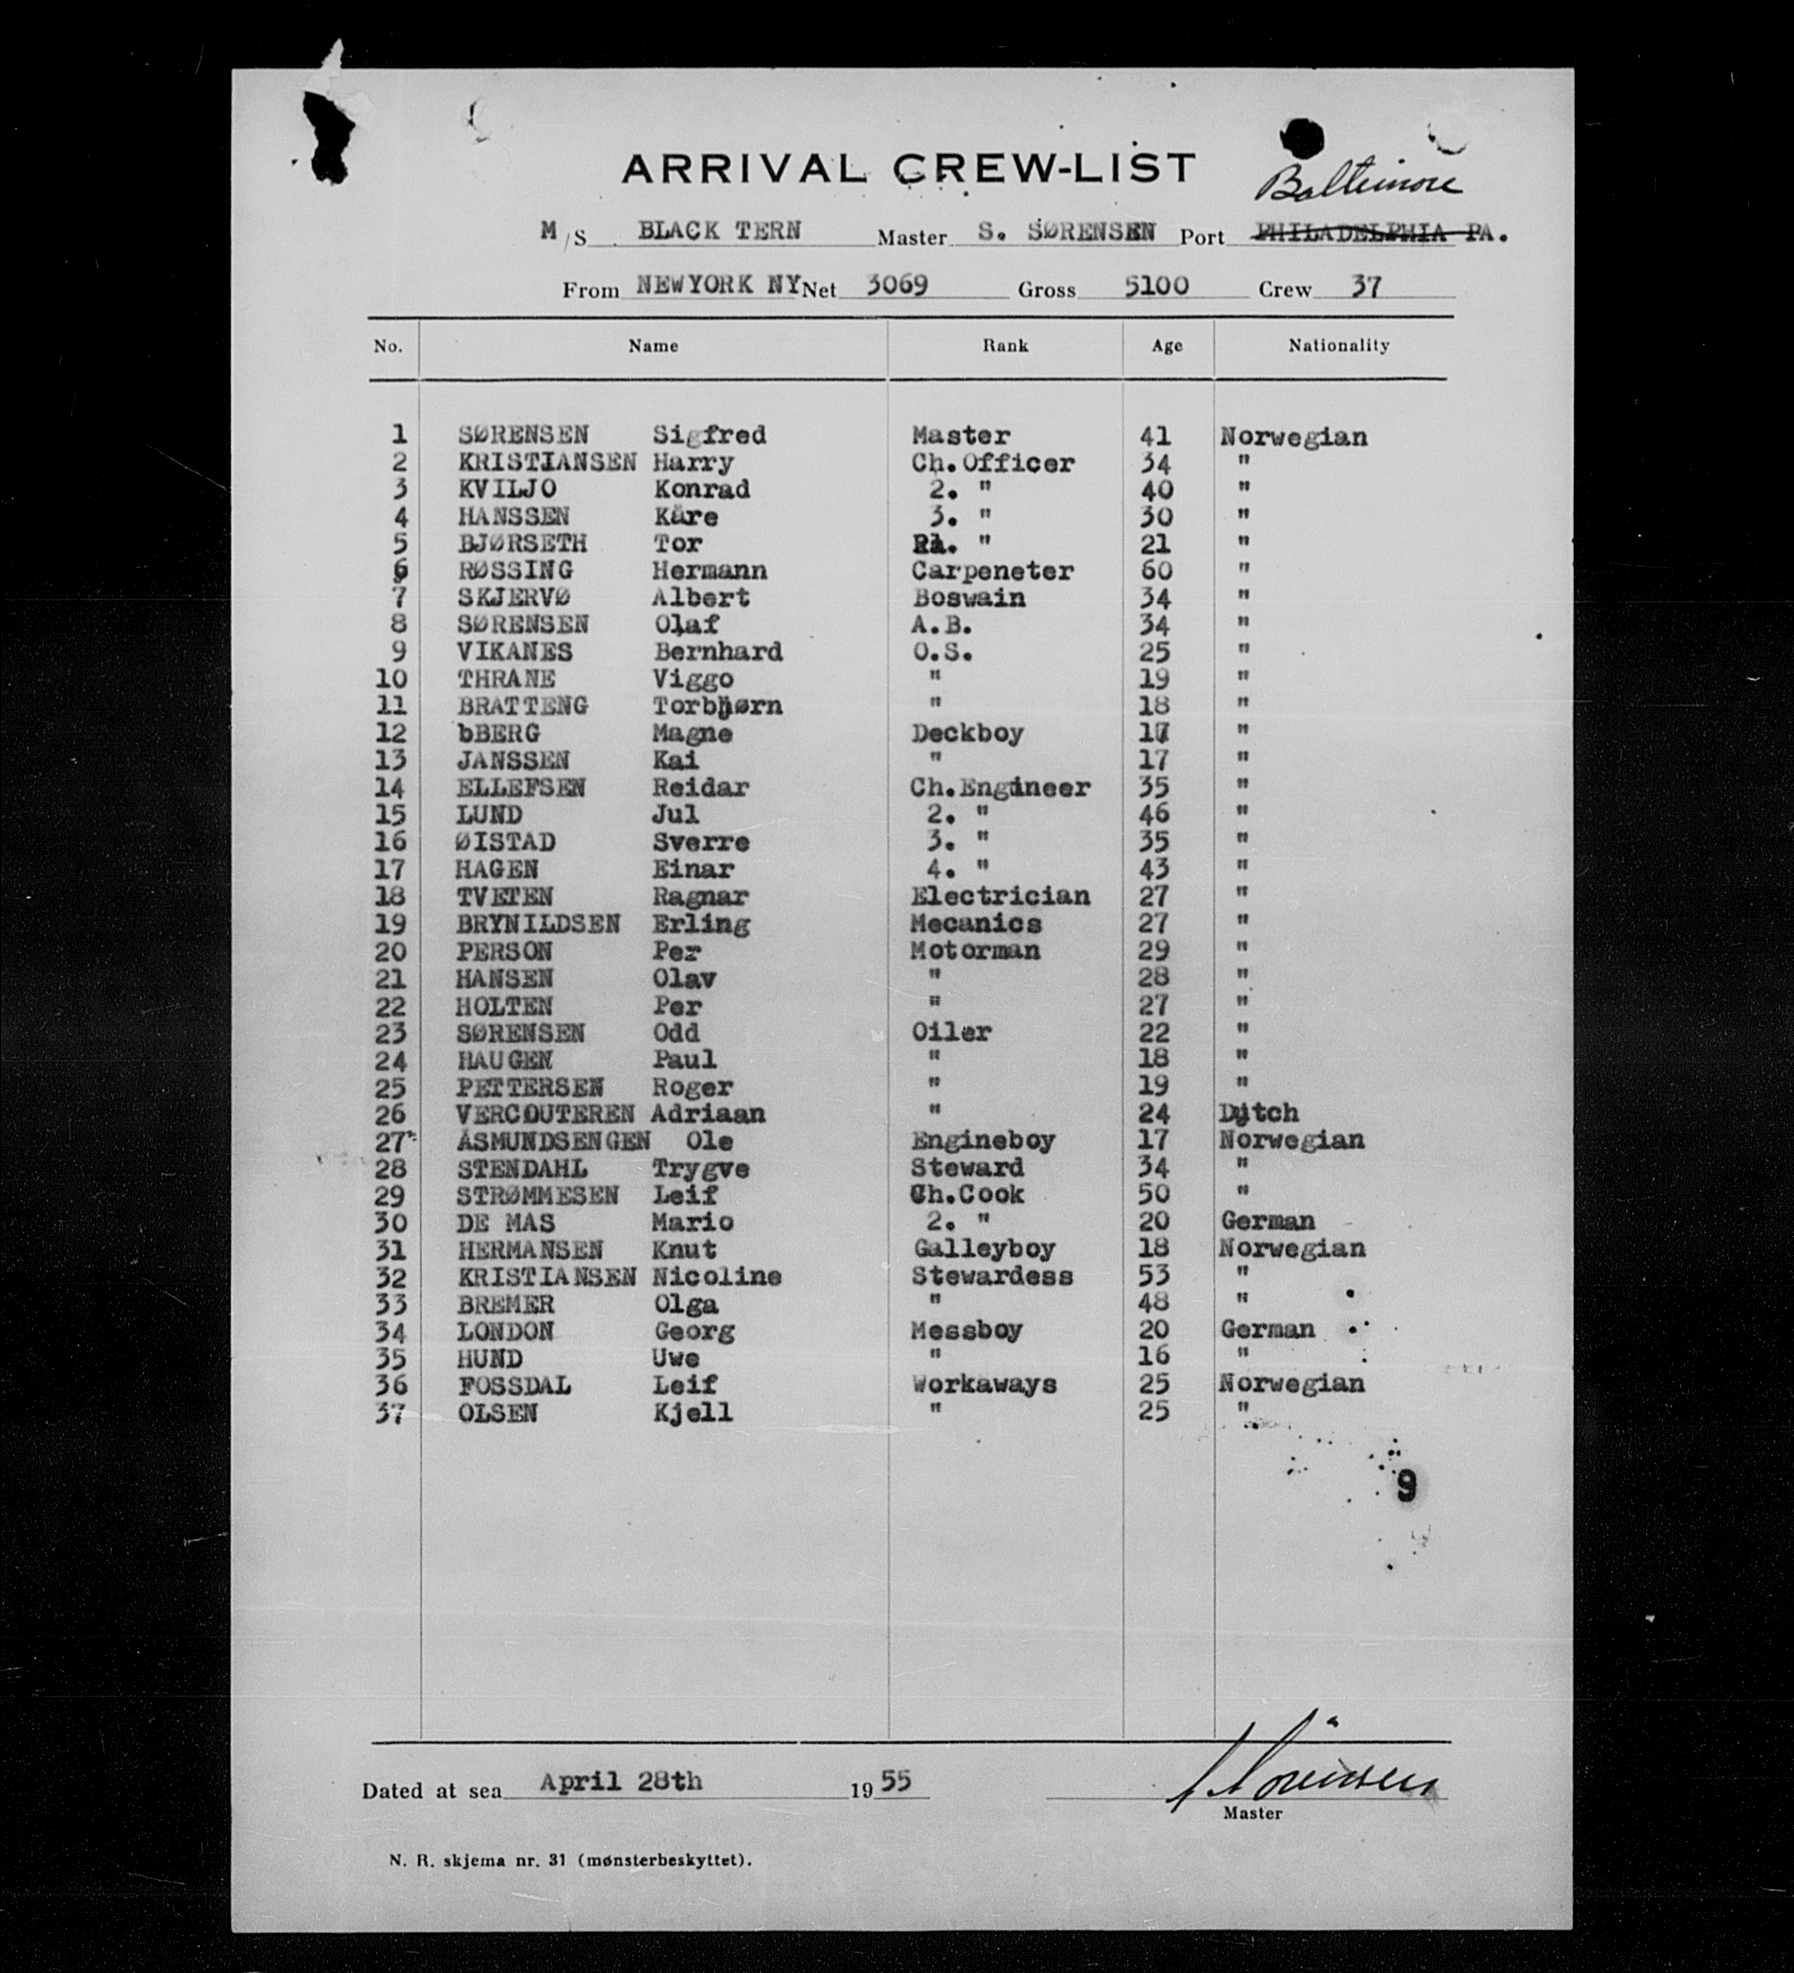 ARRIVAL CREW-LIST
Baltimore
M/S BLACK TERN Master S. SØRENSEN Port PHILADELPHIA PA.
From NEWYORK NY Net 3069 Gross 5100 Crew 37
No. Name Rank Age Nationality
1 SØRENSEN Sigfred Master 41 Norwegian
2 KRISTIANSEN Harry Ch.Officer 34 "
3 KVILJO Konrad 2. " 40 "
4 HANSSEN Kåre 3. " 30 "
5 BJØRSETH Tor " 21 "
6 RØSSING Hermann Carpeneter 60 "
7 SKJERVØ Albert Boswain 34 "
8 SØRENSEN Olaf A.B. 34 "
9 VIKANES Bernhard O.S. 25 "
10 THRANE Viggo " 19 "
11 BRATTENG Torbjørn " 18 "
12 bBERG Magne Deckboy 17 "
13 JANSSEN Kai " 17 "
14 ELLEFSEN Reidar Ch.Engineer 35 "
15 LUND Jul 2. " 46 "
16 ØISTAD Sverre 3. " 35 "
17 HAGEN Einar 4. " 43 "
18 TVETEN Ragnar Electrician 27 "
19 BRYNILDSEN Erling Mecanics 27 "
20 PERSON Per Motorman 29 "
21 HANSEN Olav " 28 "
22 HOLTEN Per " 27 "
23 SØRENSEN Odd Oiler 22 "
24 HAUGEN Paul " 18 "
25 PETTERSEN Roger " 19 "
26 VERCOUTEREN Adriaan " 24 Dutch
27 ÅSMUNDSENGEN Ole Engineboy 17 Norwegian
28 STENDAHL Trygve Steward 34 "
29 STRØMMESEN Leif Ch.Cook 50 "
30 DE MAS Mario 2. " 20 German
31 HERMANSEN Knut Galleyboy 18 Norwegian
32 KRISTIANSEN Nicoline Stewardess 53 "
33 BREMER Olga " 48 "
34 LONDON Georg Messboy 20 German
35 HUND Uwe " 16 "
36 FOSSDAL Leif Workaways 25 Norwegian
37 OLSEN Kjell " 25 "
9
Dated at sea April 28th 1955 S Sörensen
Master
N. R. skjema nr. 31 (mønsterbeskyttet).